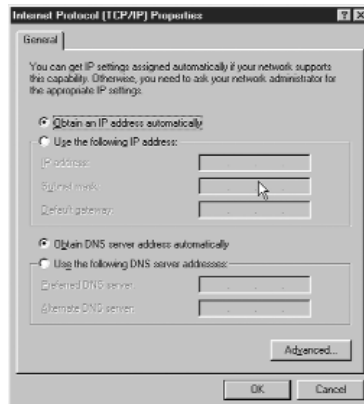 Internet Protocol (TCP/IP) Properties
General
You can get IP settings assigned automatically if your network supports
this capability. Otherwise, you need to ask your network administrator for
the appropriate IP settings.
Obtain an IP address automatically
Use the following IP address:
IP address:
Subnet mask:
Default gateway:
Obtain DNS server address automatically
Use the following DNS server addresses:
Preferred DNS server:
Alternate DNS server:
Advanced...
OK Cancel